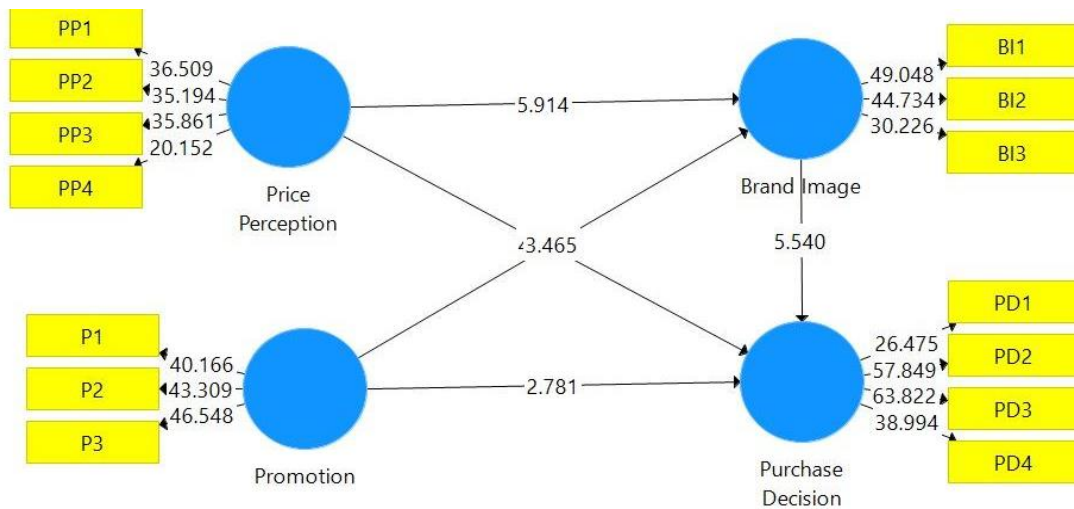 PP1
PP2
PP3
PP4
36.509
35.194
35.861
20.152
Price
Perception
5.914
BI1
BI2
BI3
49.048
44.734
30.226
Brand Image
3.465
5.540
P1
P2
P3
40.166
43.309
46.548
Promotion
2.781
PD1
PD2
PD3
PD4
26.475
57.849
63.822
38.994
Purchase
Decision